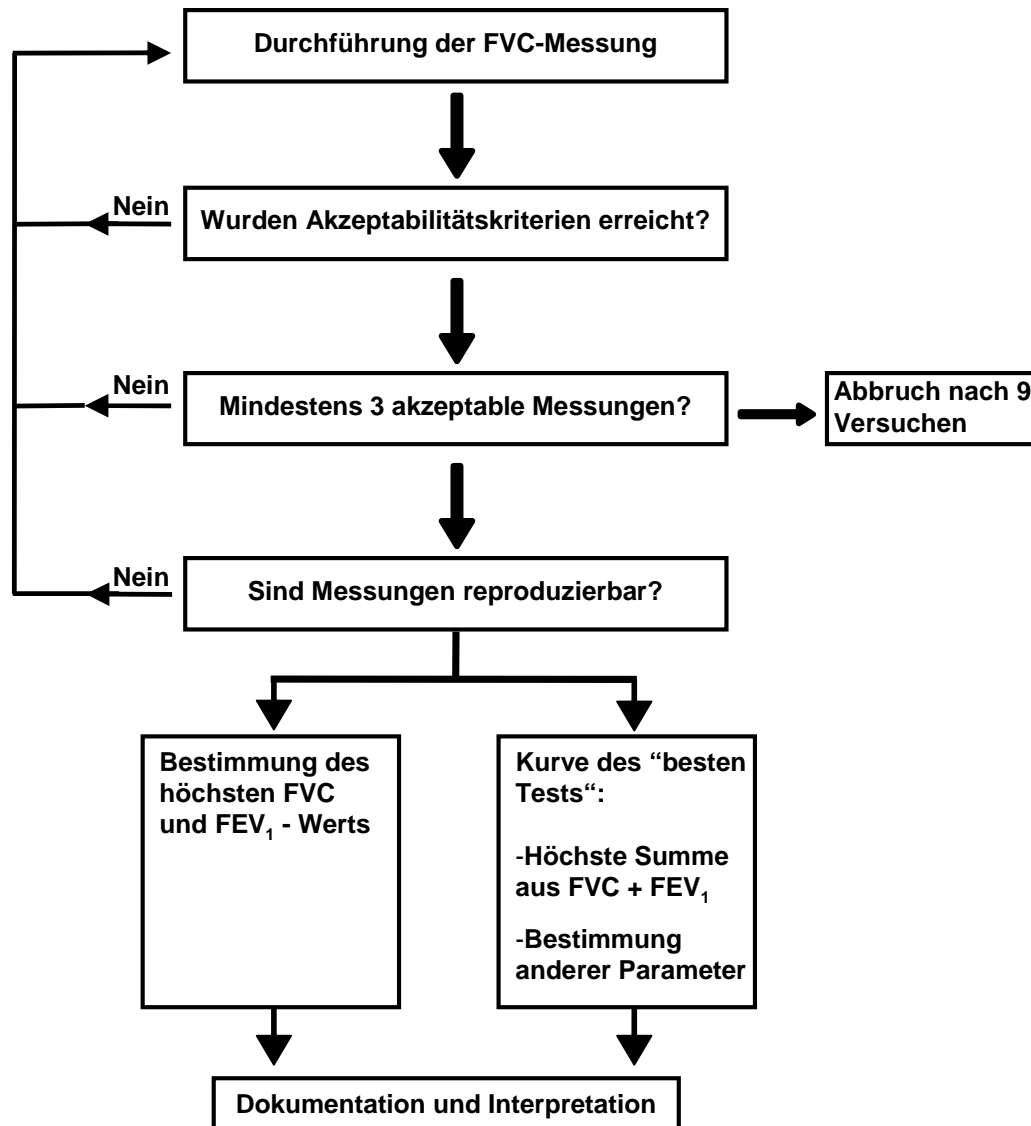 Durchführung der FVC-Messung
Nein
Wurden Akzeptabilitätskriterien erreicht?
Nein
Mindestens 3 akzeptable Messungen?
Abbruch nach 9
Versuchen
Nein
Sind Messungen reproduzierbar?
Bestimmung des
höchsten FVC
und FEV₁ - Werts
Kurve des “besten
Tests“:
-Höchste Summe
aus FVC + FEV₁
-Bestimmung
anderer Parameter
Dokumentation und Interpretation